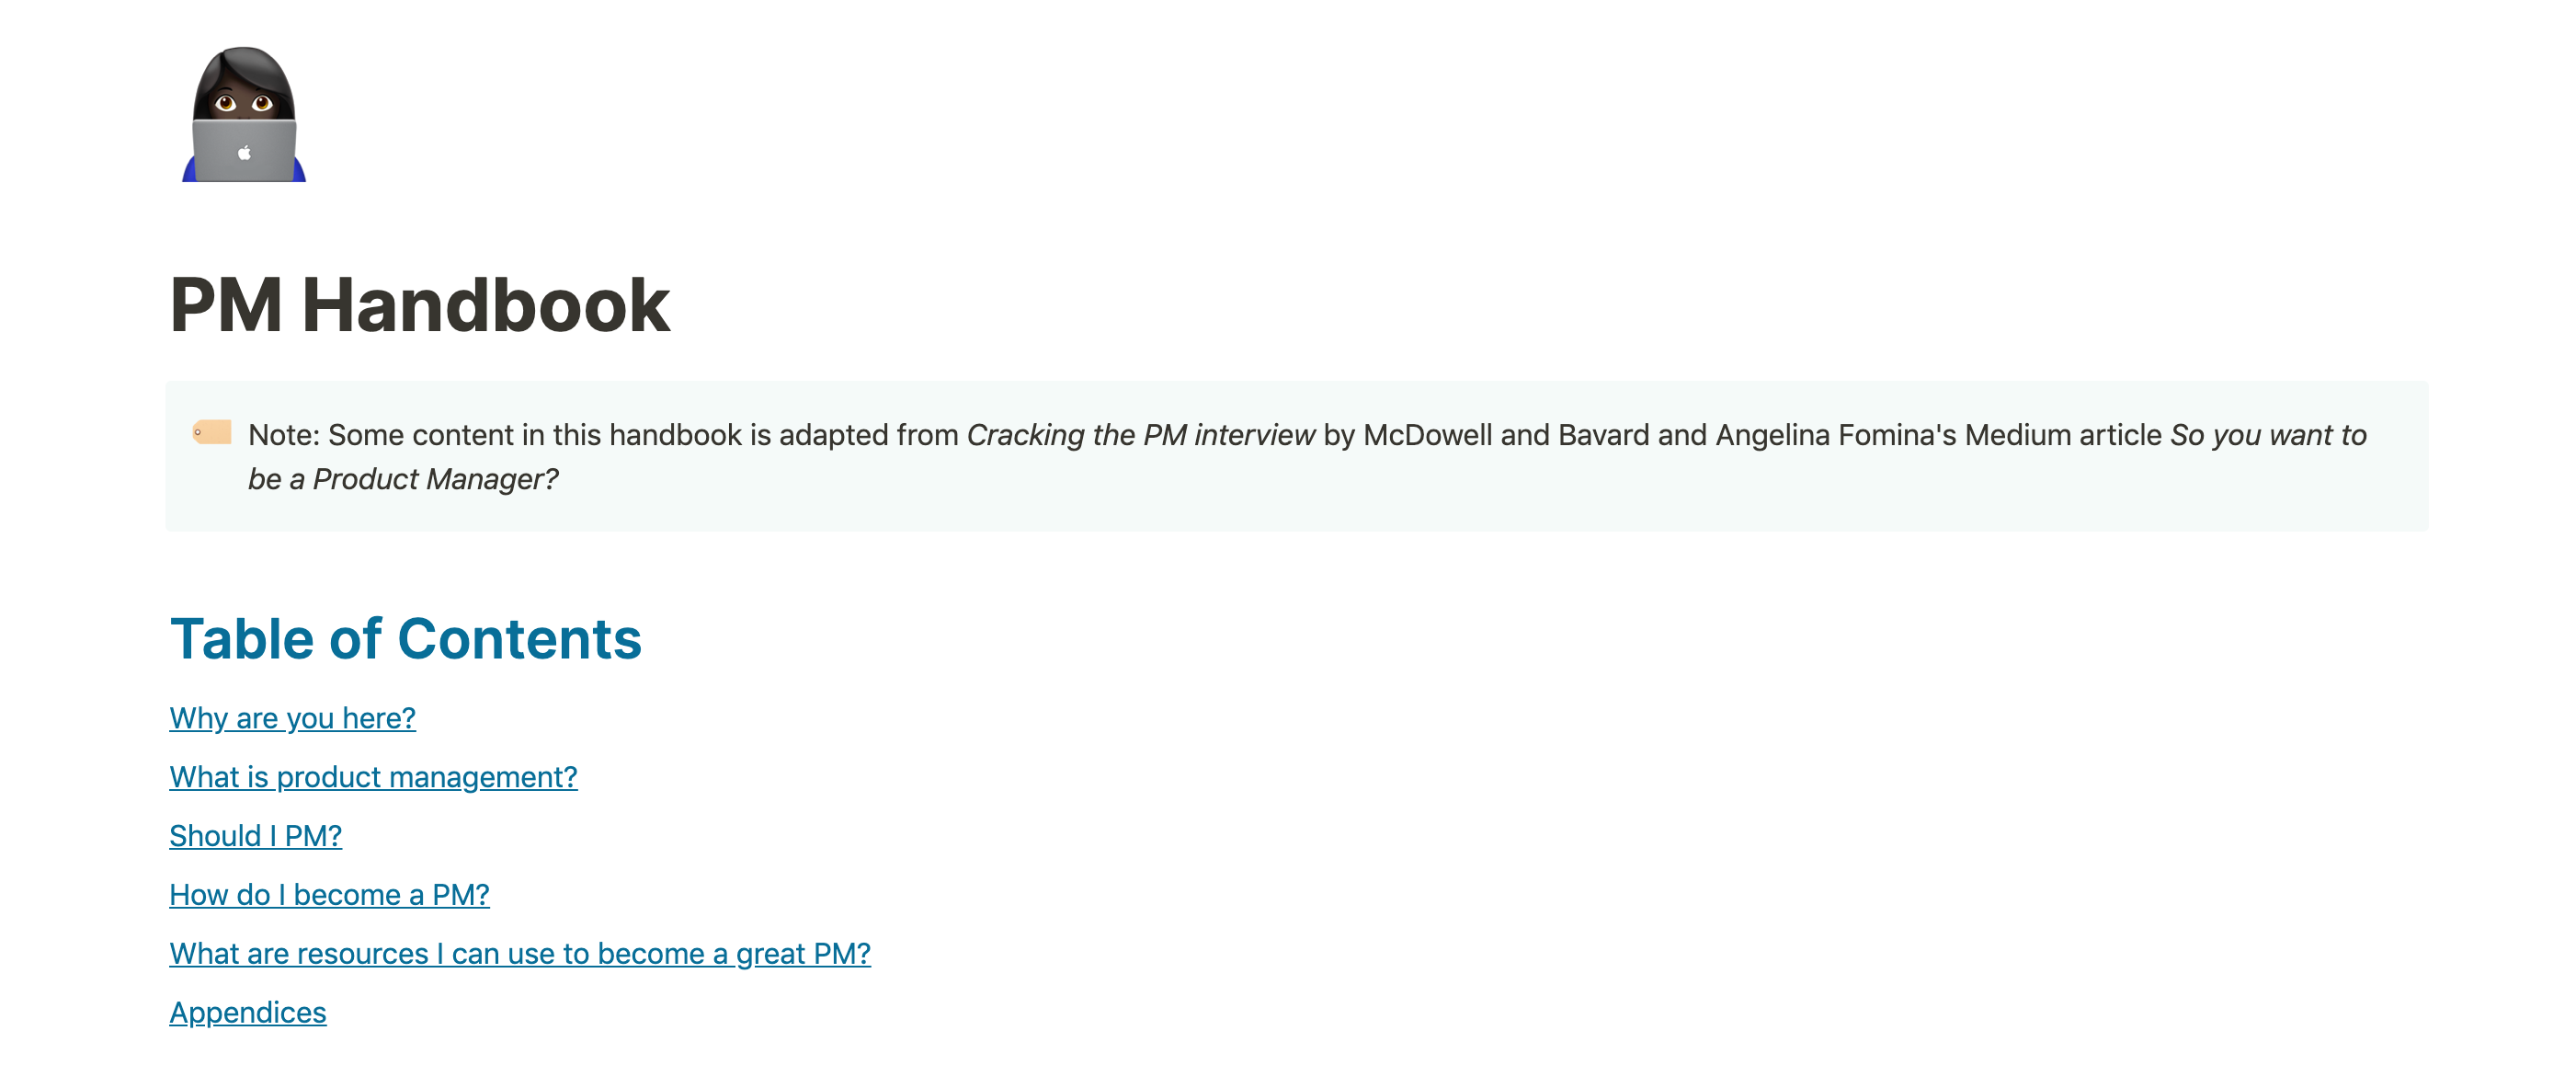 PM Handbook
Note: Some content in this handbook is adapted from Cracking the PM interview by McDowell and Bavard and Angelina Fomina's Medium article So you want to
be a Product Manager?
Table of Contents
Why are you here?
What is product management?
Should I PM?
How do I become a PM?
What are resources I can use to become a great PM?
Appendices